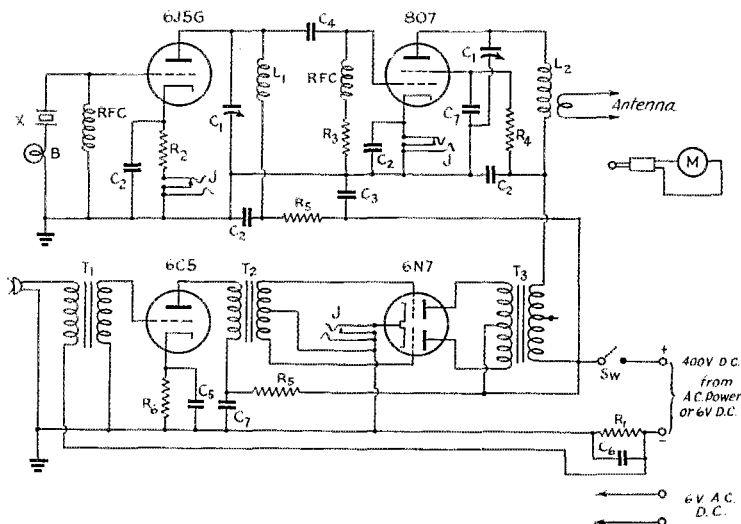 6J5G
C4
807
X
B
RFC
C2
R2
J
C1
L1
RFC
R3
C2
J
C1
C7
R4
L2
Antenna
M
C2
R5
C3
C2
T1
6C5
T2
6N7
J
T3
R6
C5
C7
R5
Sw
+
400V D.C.
from
A.C. Power
or 6V D.C.
R1
−
C6
6V A.C.
D.C.